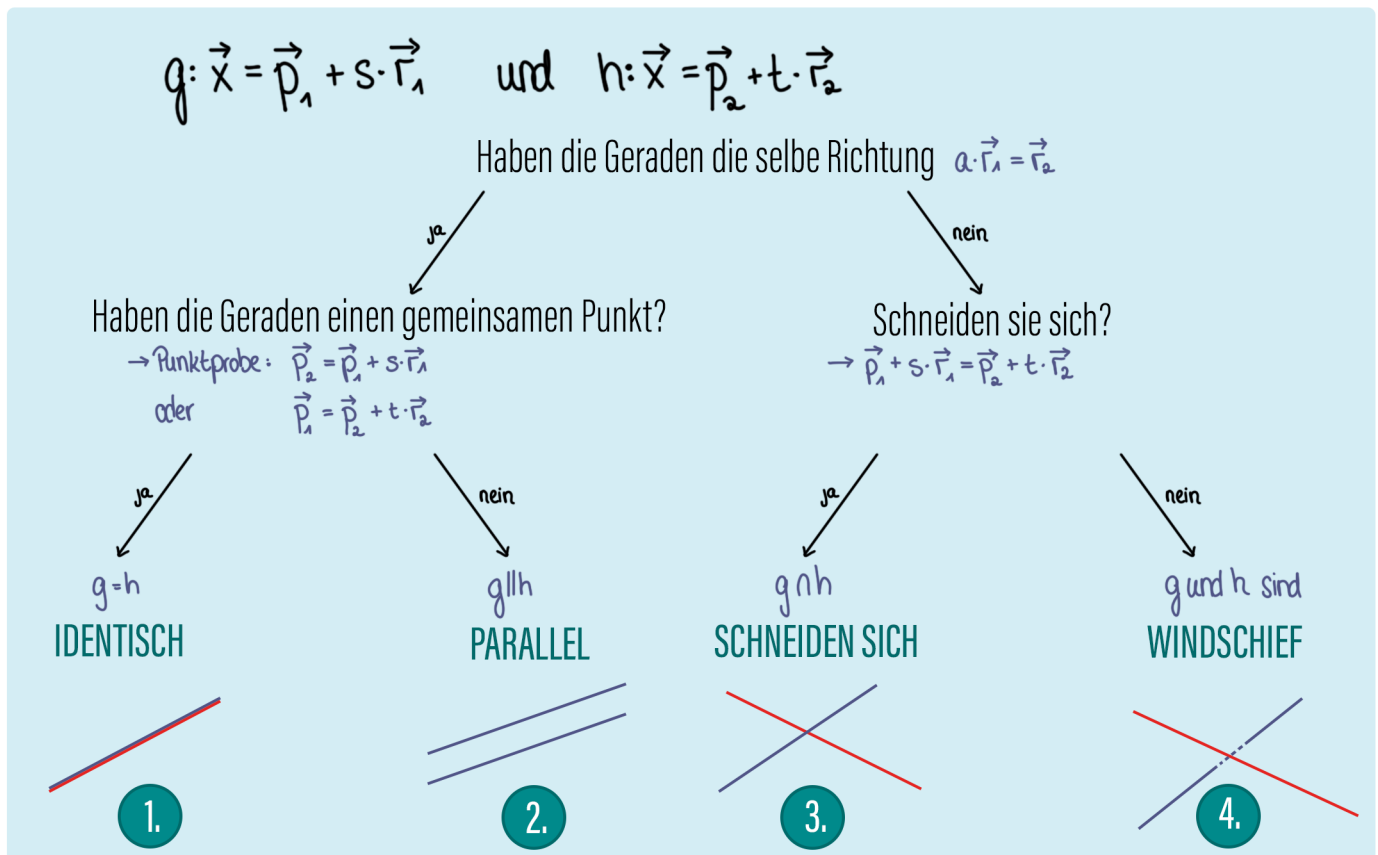 g: x⃗ = p⃗₁ + s·r⃗₁ und h: x⃗ = p⃗₂ + t·r⃗₂
Haben die Geraden die selbe Richtung a·r⃗₁ = r⃗₂
ja
nein
Haben die Geraden einen gemeinsamen Punkt?
→ Punktprobe: p⃗₂ = p⃗₁ + s·r⃗₁
oder p⃗₁ = p⃗₂ + t·r⃗₂
Schneiden sie sich?
→ p⃗₁ + s·r⃗₁ = p⃗₂ + t·r⃗₂
ja
nein
ja
nein
g=h
IDENTISCH
g||h
PARALLEL
g∩h
SCHNEIDEN SICH
g und h sind
WINDSCHIEF
1.
2.
3.
4.